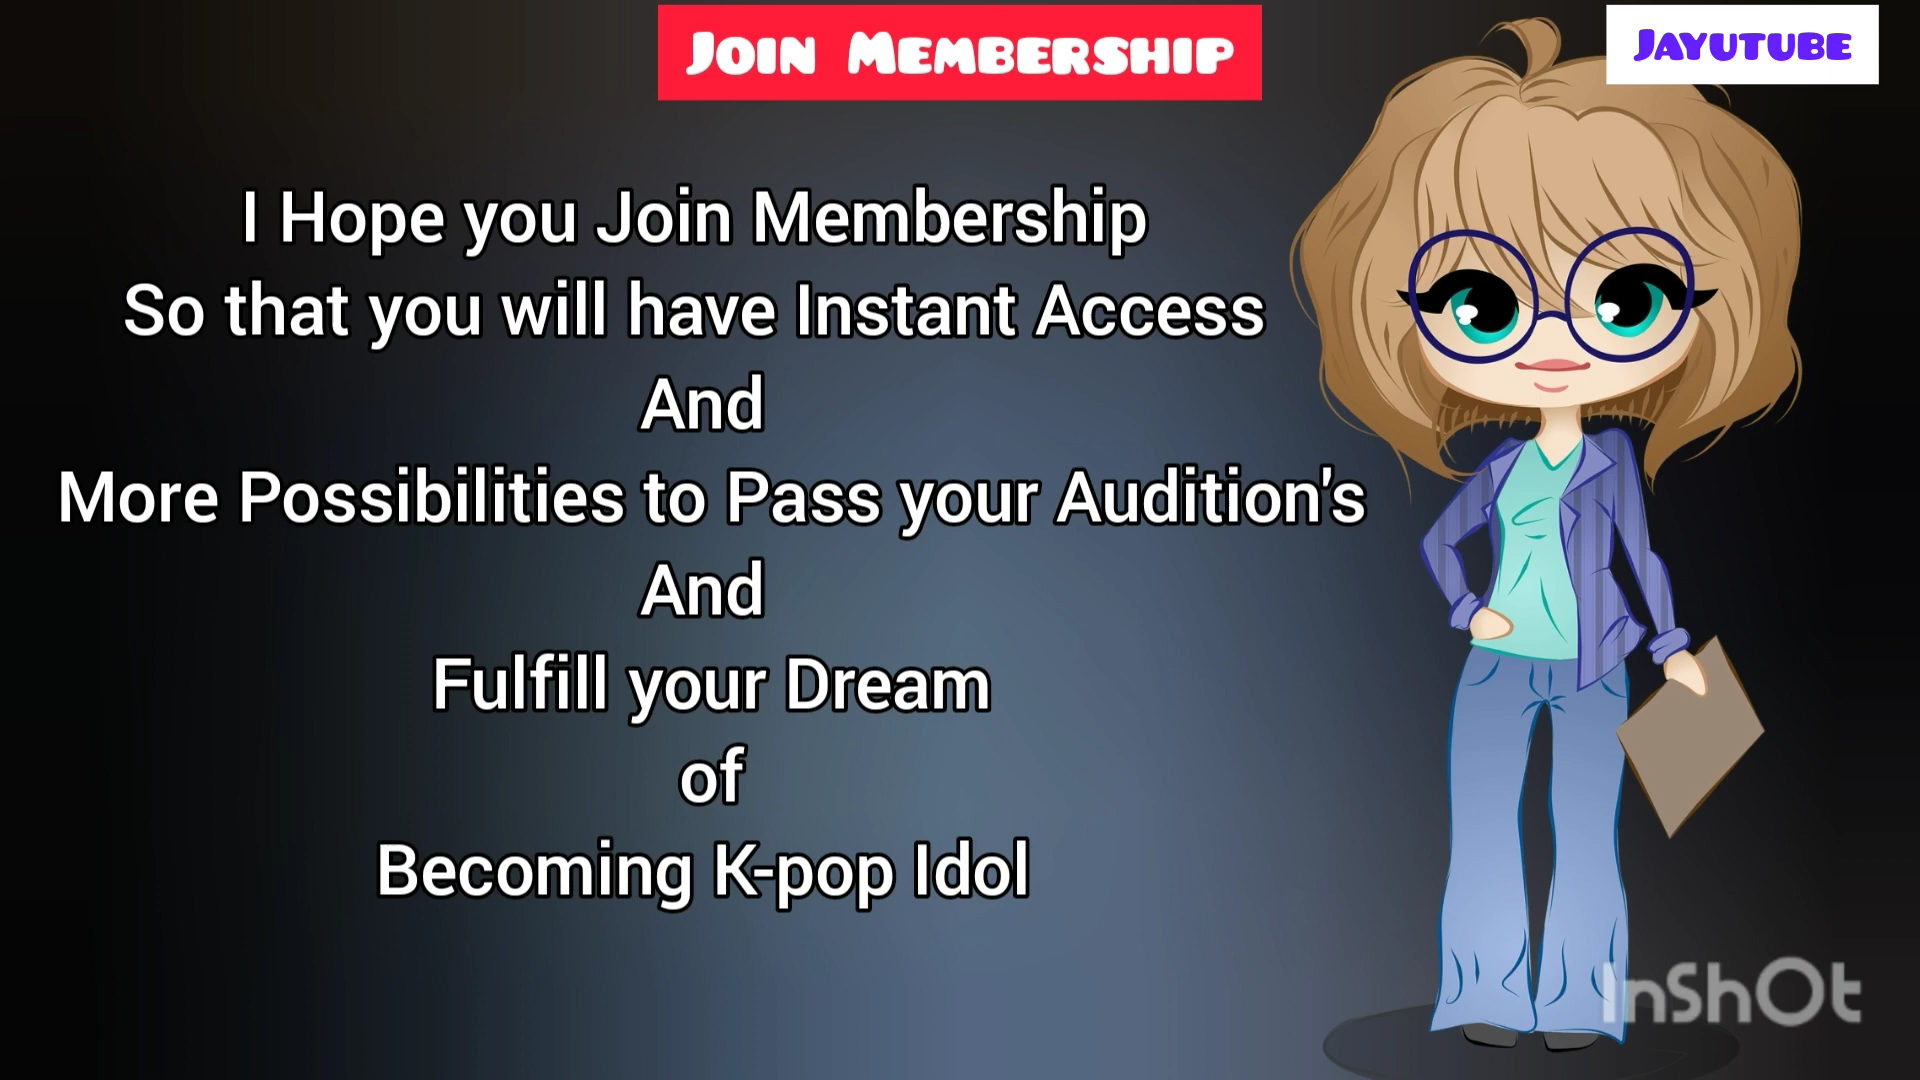 Join Membership
Jayutube
I Hope you Join Membership
So that you will have Instant Access
And
More Possibilities to Pass your Audition's
And
Fulfill your Dream
of
Becoming K-pop Idol
InShOt